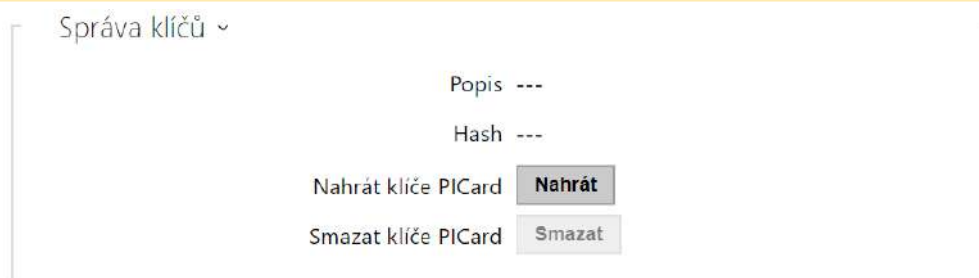 Správa klíčů
Popis ---
Hash ---
Nahrát klíče PICard Nahrát
Smazat klíče PICard Smazat